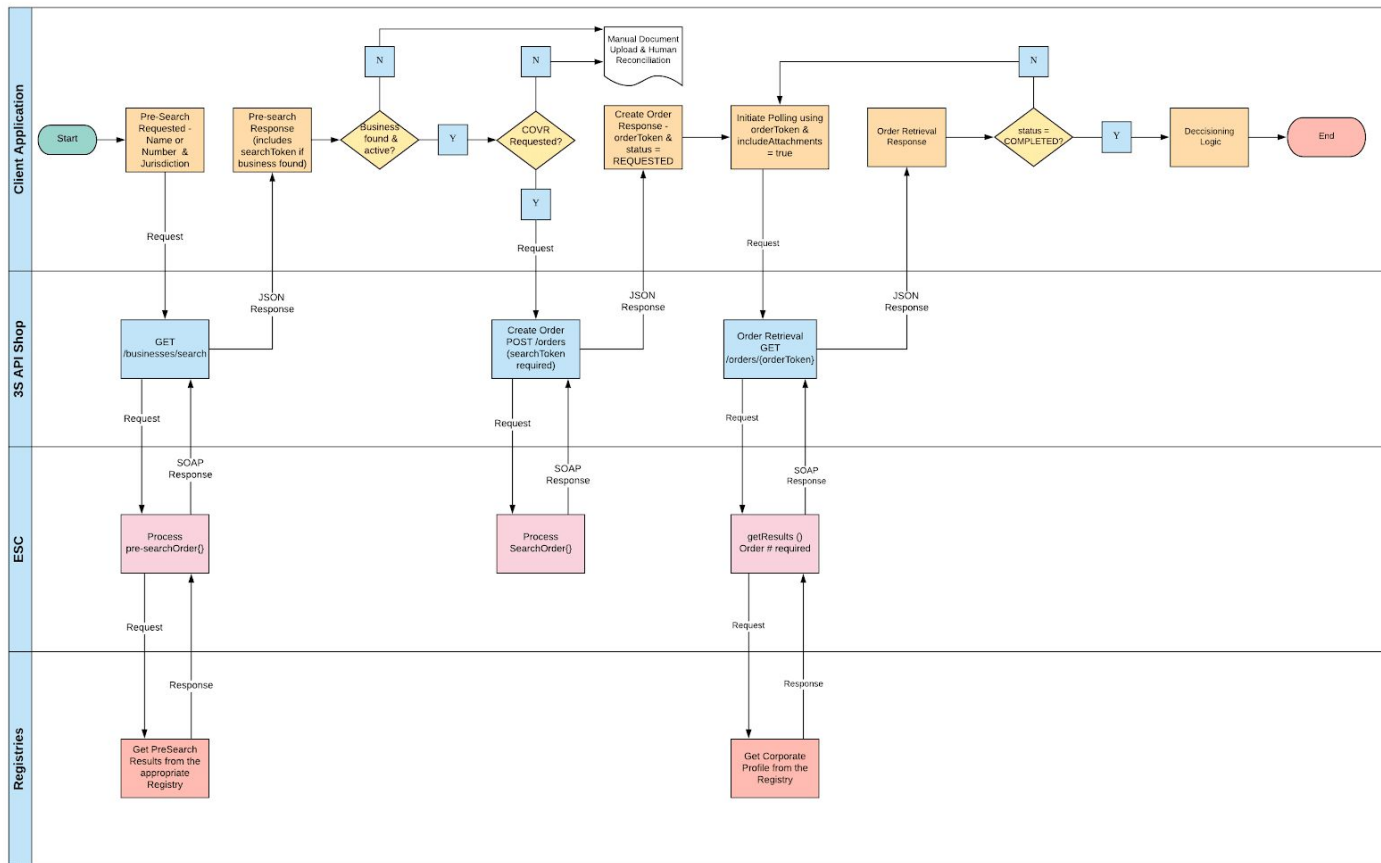 Client Application
Start
Pre-Search
Requested -
Name or
Number &
Jurisdiction
Pre-search
Response
(includes
searchToken if
business found)
Business
found &
active?
N
Y
COVR
Requested?
N
Y
Manual Document
Upload & Human
Reconciliation
Create Order
Response -
orderToken &
status =
REQUESTED
Initiate Polling using
orderToken &
includeAttachments
= true
Order Retrieval
Response
status =
COMPLETED?
N
Y
Deccisioning
Logic
End
Request
Request
Request
3S API Shop
JSON
Response
JSON
Response
JSON
Response
GET
/businesses/search
Create Order
POST /orders
(searchToken
required)
Order Retrieval
GET
/orders/{orderToken}
Request
Request
Request
ESC
SOAP
Response
SOAP
Response
SOAP
Response
Process
pre-searchOrder{}
Process
SearchOrder{}
getResults ()
Order # required
Request
Request
Registries
Response
Response
Get PreSearch
Results from the
appropriate
Registry
Get Corporate
Profile from the
Registry